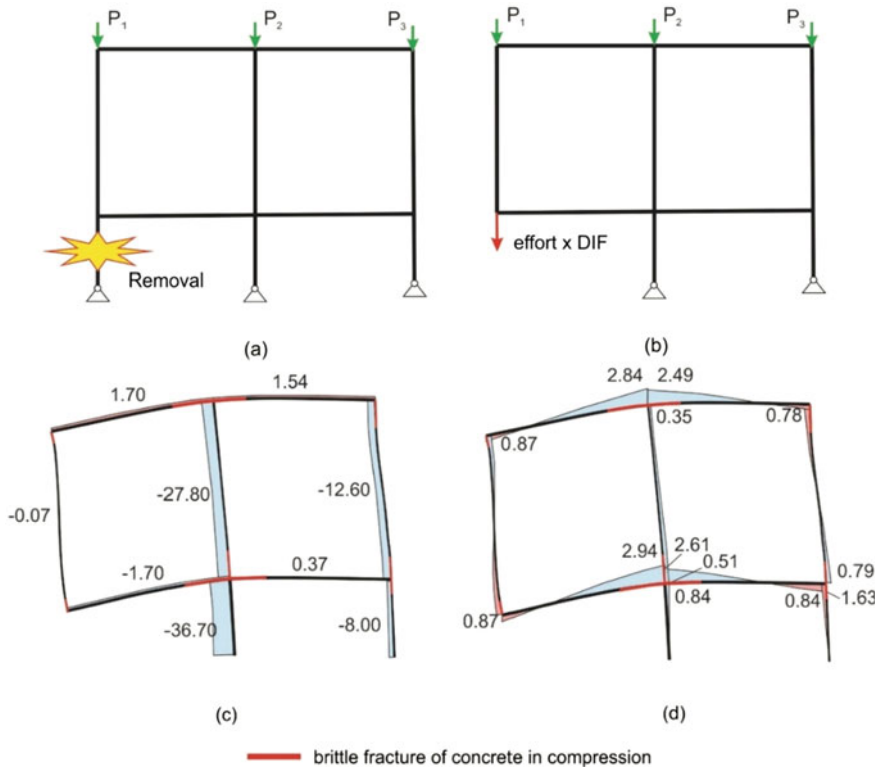 P1 P2 P3
Removal
(a)
P1 P2 P3
effort x DIF
(b)
1.70 1.54
-0.07 -27.80 -12.60
-1.70 0.37
-36.70 -8.00
(c)
2.84 2.49
0.87 0.35 0.78
2.94 2.61
0.51
0.79
0.87 0.84 0.84 1.63
(d)
brittle fracture of concrete in compression